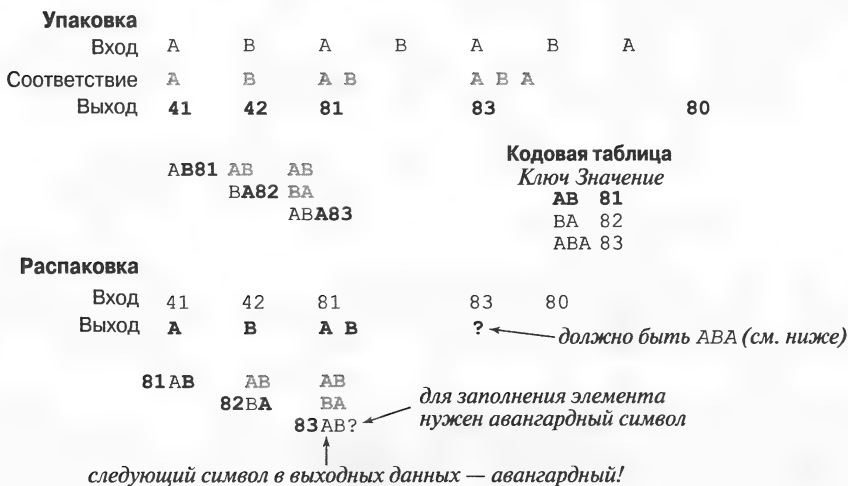 Упаковка
Вход A B A B A B A
Соответствие A B A B A B A
Выход 41 42 81 83 80
AB81 AB AB
BA82 BA
ABA83
Кодовая таблица
Ключ Значение
AB 81
BA 82
ABA 83
Распаковка
Вход 41 42 81 83 80
Выход A B A B ? должно быть ABA (см. ниже)
81AB AB AB
82BA BA
83AB?
для заполнения элемента
нужен авангардный символ
следующий символ в выходных данных — авангардный!